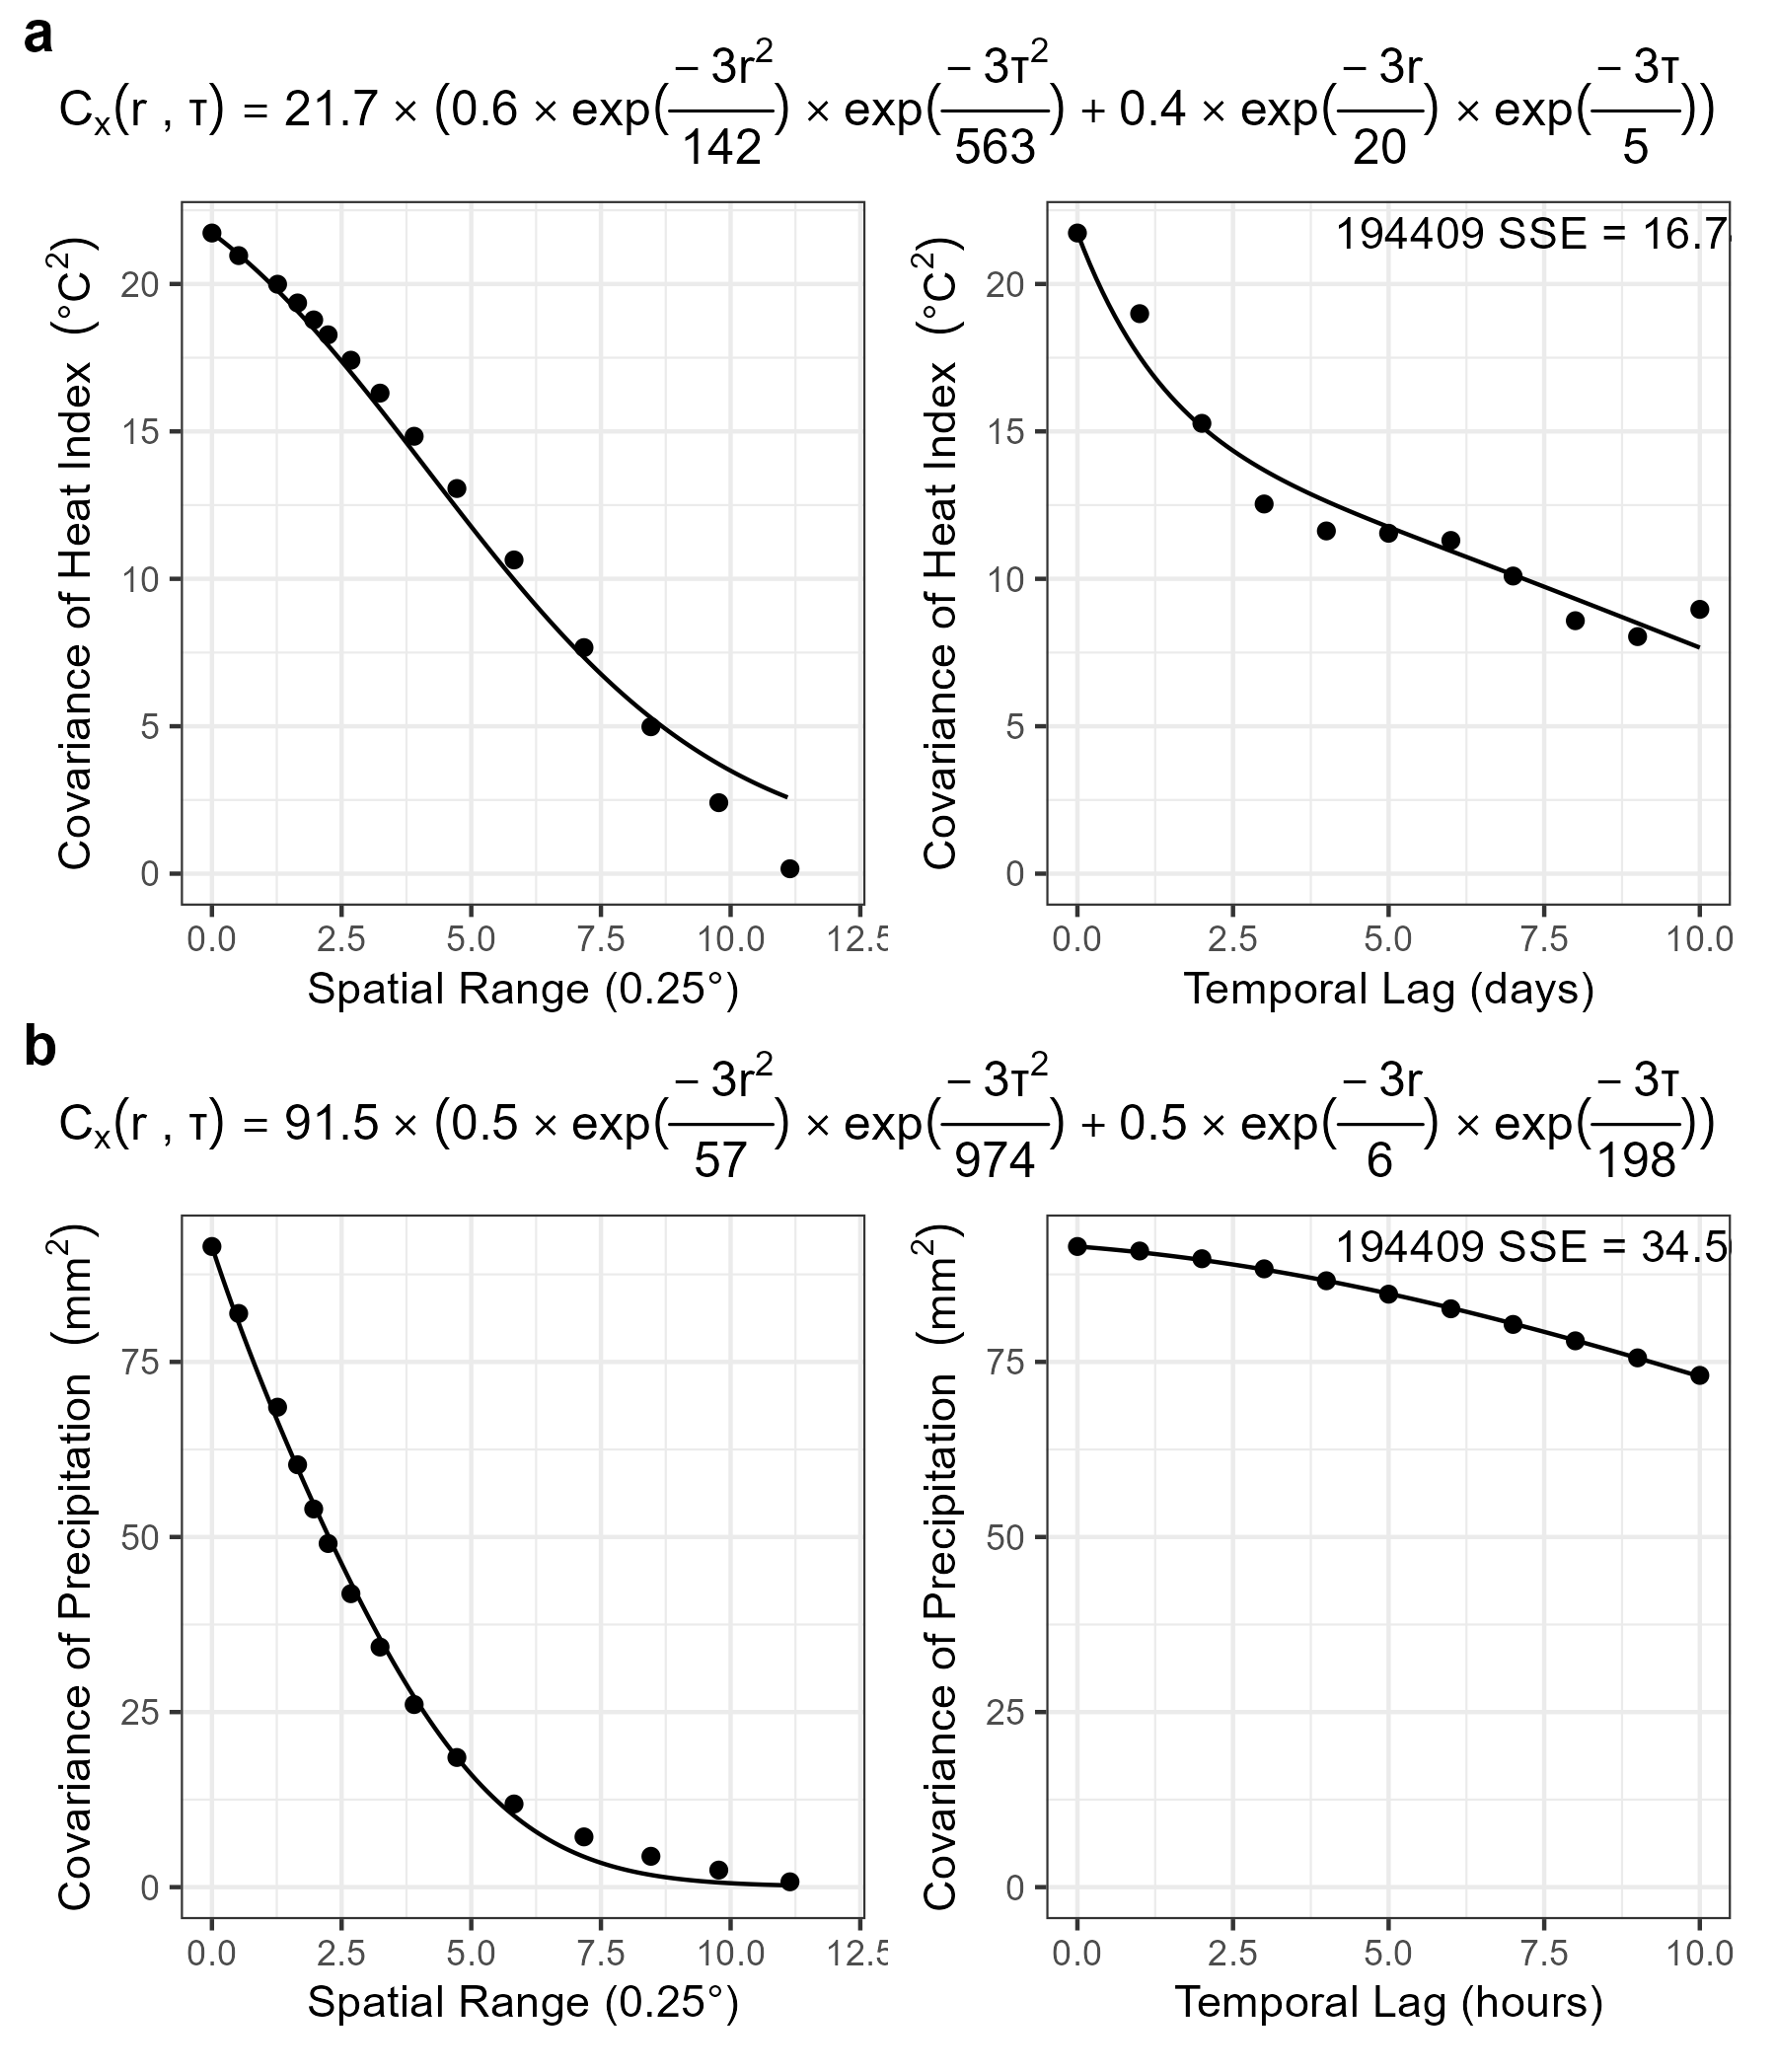 a
Cₓ(r , τ) = 21.7 × (0.6 × exp(− 3r²/142) × exp(− 3τ²/563) + 0.4 × exp(− 3r/20) × exp(− 3τ/5))
Covariance of Heat Index (°C²)
20
15
10
5
0
0.0 2.5 5.0 7.5 10.0 12.5
Spatial Range (0.25°)
194409 SSE = 16.7
Covariance of Heat Index (°C²)
20
15
10
5
0
0.0 2.5 5.0 7.5 10.0
Temporal Lag (days)
b
Cₓ(r , τ) = 91.5 × (0.5 × exp(− 3r²/57) × exp(− 3τ²/974) + 0.5 × exp(− 3r/6) × exp(− 3τ/198))
Covariance of Precipitation (mm²)
75
50
25
0
0.0 2.5 5.0 7.5 10.0 12.5
Spatial Range (0.25°)
194409 SSE = 34.5
Covariance of Precipitation (mm²)
75
50
25
0
0.0 2.5 5.0 7.5 10.0
Temporal Lag (hours)